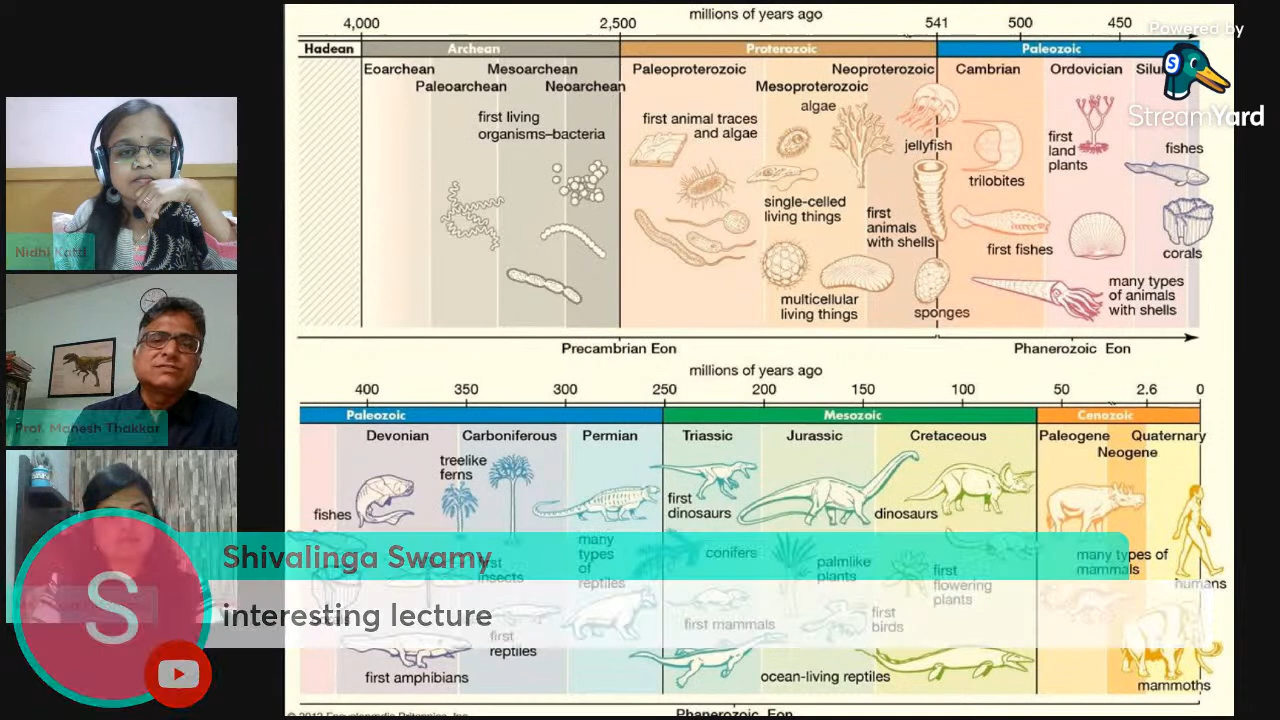 millions of years ago
4,000 2,500 541 500 450
Powered by
StreamYard
Hadean Archean Proterozoic Paleozoic
Eoarchean Mesoarchean Paleoproterozoic Neoproterozoic Cambrian Ordovician
Paleoarchean Neoarchean Mesoproterozoic
first living
organisms–bacteria
first animal traces
and algae
algae
jellyfish
single-celled
living things
first
animals
with shells
multicellular
living things
sponges
trilobites
first
land
plants
fishes
first fishes
corals
many types
of animals
with shells
Precambrian Eon Phanerozoic Eon
millions of years ago
400 350 300 250 200 150 100 50 2.6 0
Paleozoic Mesozoic Cenozoic
Devonian Carboniferous Permian Triassic Jurassic Cretaceous Paleogene Quaternary
Neogene
treelike
ferns
fishes
first
dinosaurs
dinosaurs
many
types
of
reptiles
conifers
palmlike
plants
first
flowering
plants
many types of
mammals
humans
insects
first
reptiles
first mammals
first
birds
first amphibians
ocean-living reptiles
mammoths
Phanerozoic Eon
Prof. Mahesh Thakkar
S
Shivalinga Swamy
interesting lecture